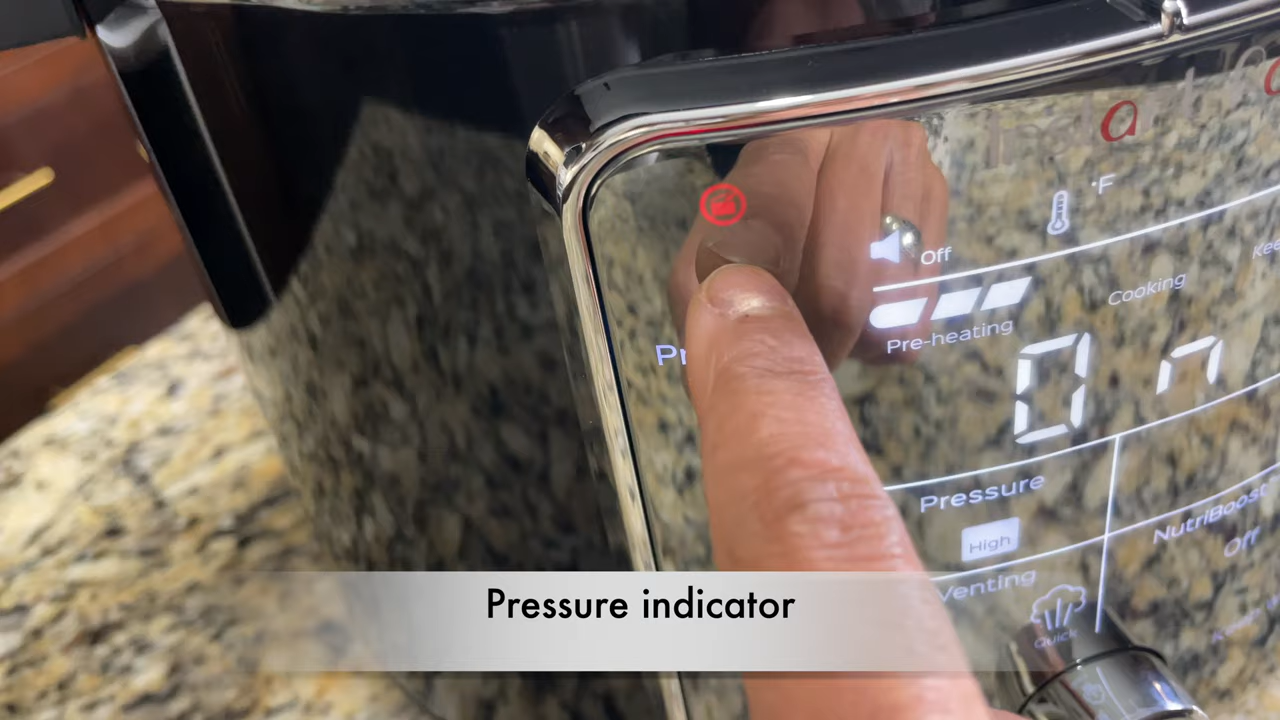 °F
Off
Cooking
Pre-heating
On
Pressure
High
NutriBoost
Off
Venting
Quick
Pressure indicator